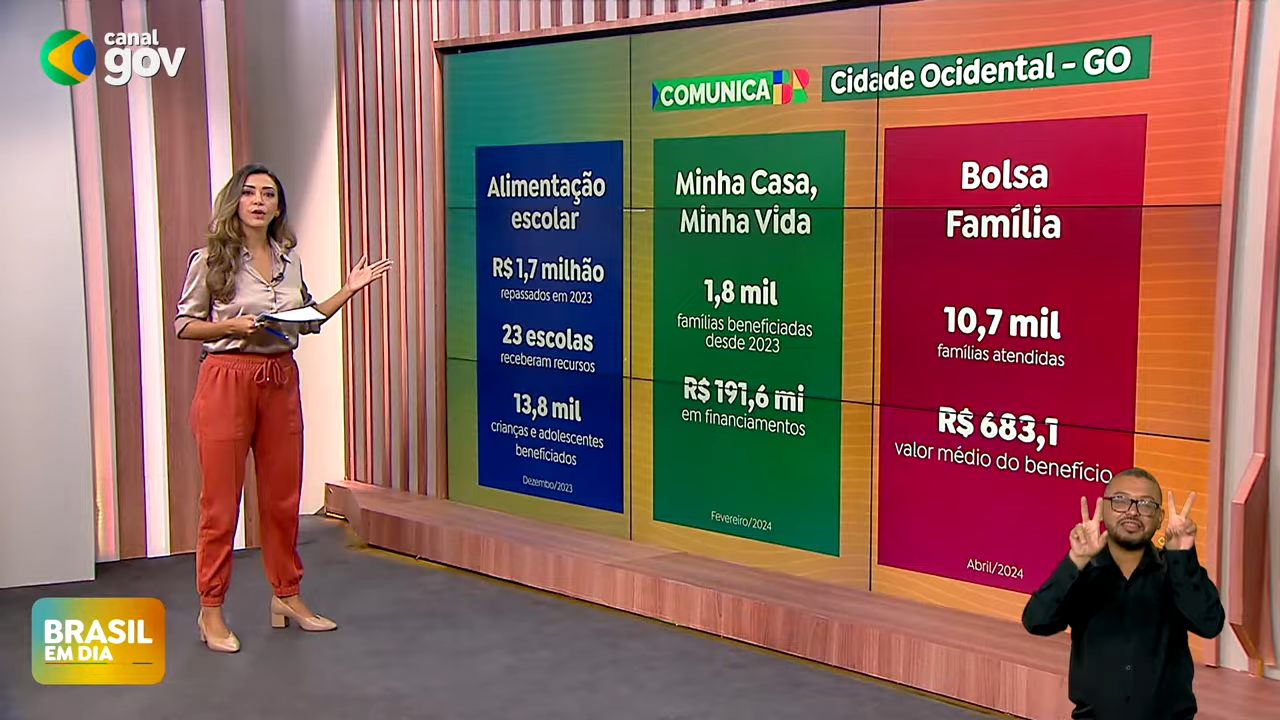 canal
gov
COMUNICABR
Cidade Ocidental – GO
Alimentação
escolar
R$ 1,7 milhão
repassados em 2023
23 escolas
receberam recursos
13,8 mil
crianças e adolescentes
beneficiados
Dezembo/2023
Minha Casa,
Minha Vida
1,8 mil
famílias beneficiadas
desde 2023
R$ 191,6 mi
em financiamentos
Fevereiro/2024
Bolsa
Família
10,7 mil
famílias atendidas
R$ 683,1
valor médio do benefício
Abril/2024
BRASIL
EM DIA